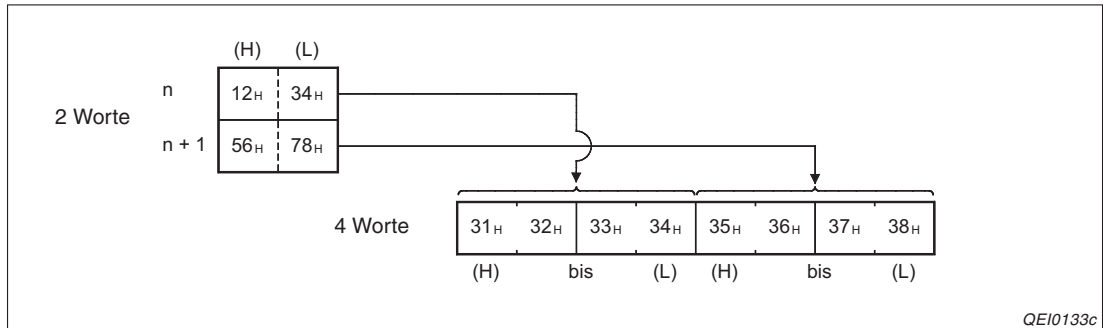 (H) (L)
n 12H 34H
2 Worte
n + 1 56H 78H
4 Worte 31H 32H 33H 34H 35H 36H 37H 38H
(H) bis (L) (H) bis (L)
QEI0133c